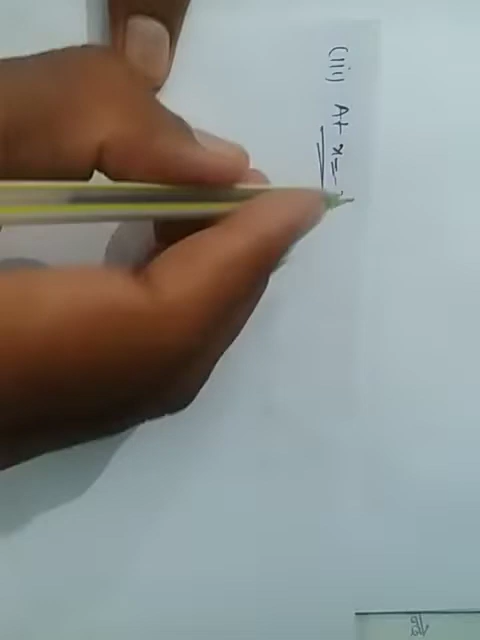 (iii) At x = -